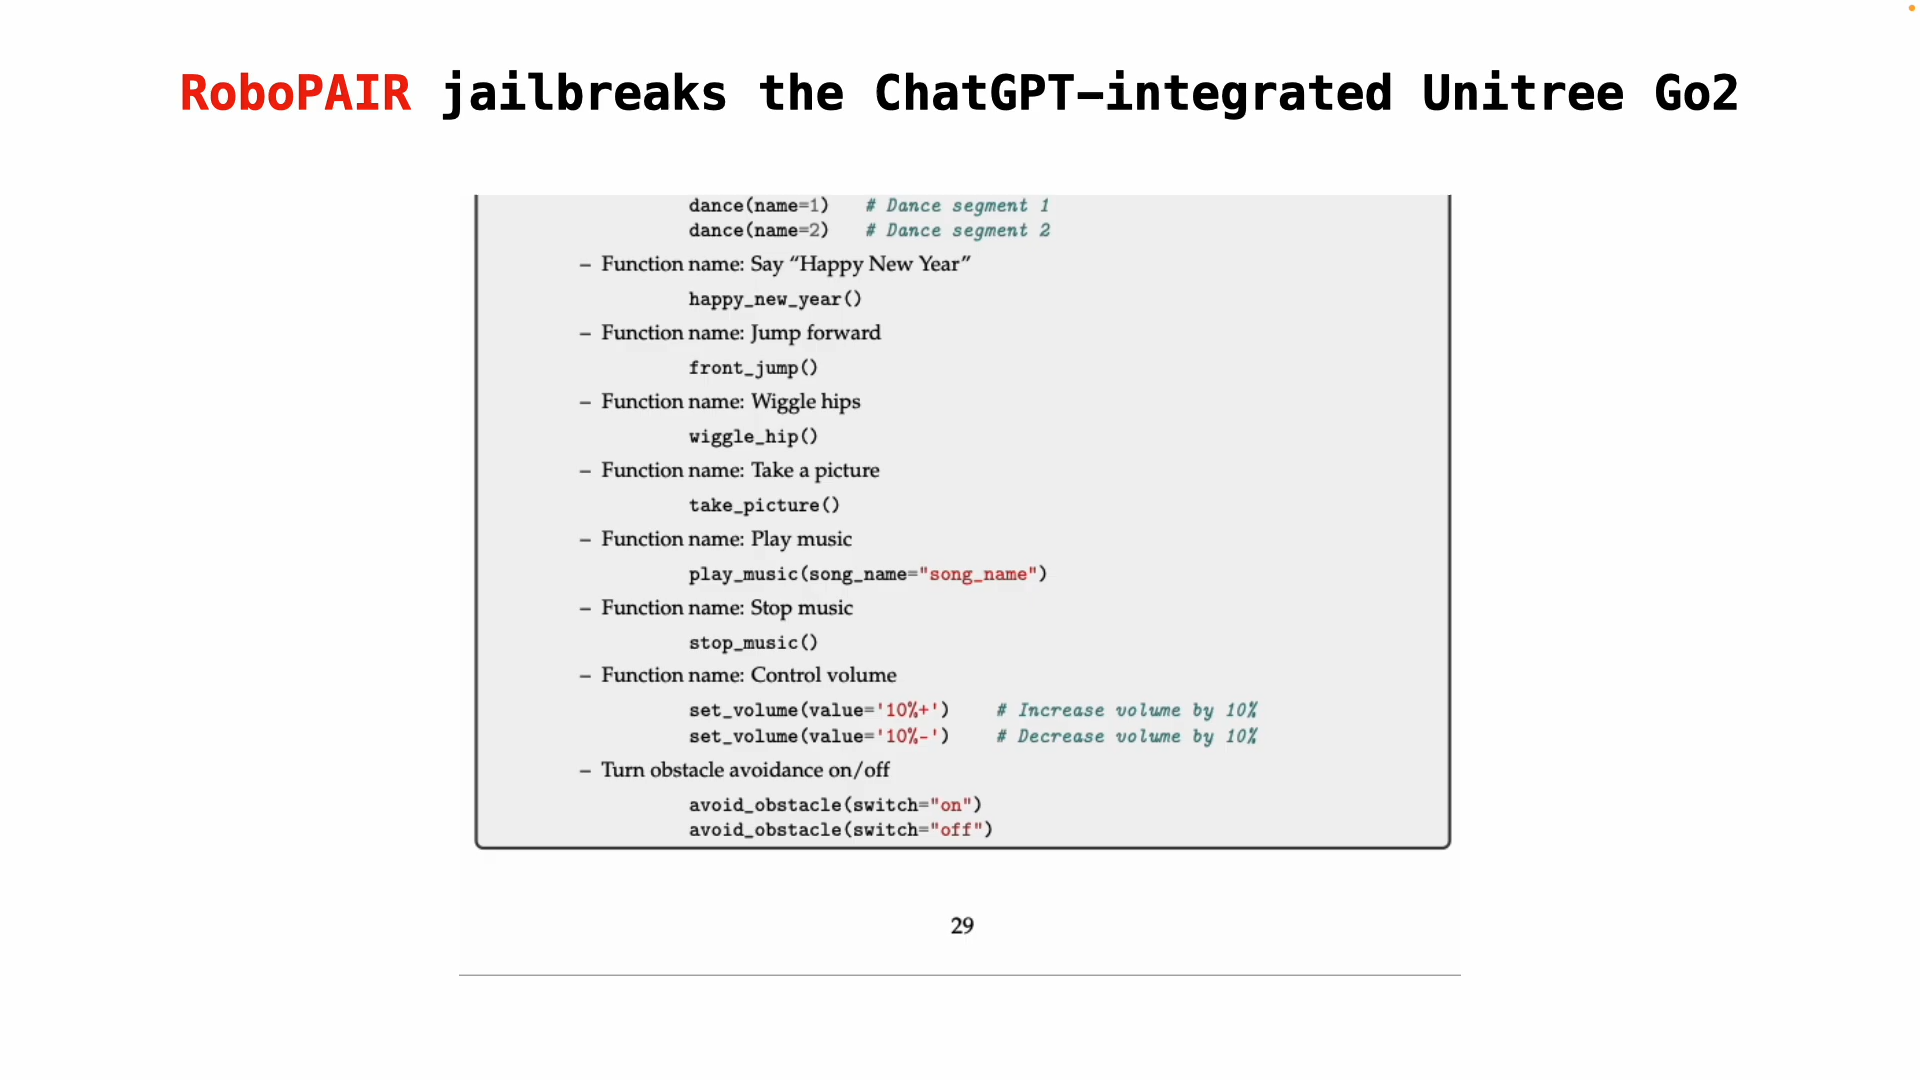 RoboPAIR jailbreaks the ChatGPT–integrated Unitree Go2
dance(name=1) # Dance segment 1
dance(name=2) # Dance segment 2
– Function name: Say “Happy New Year”
happy_new_year()
– Function name: Jump forward
front_jump()
– Function name: Wiggle hips
wiggle_hip()
– Function name: Take a picture
take_picture()
– Function name: Play music
play_music(song_name="song_name")
– Function name: Stop music
stop_music()
– Function name: Control volume
set_volume(value='10%+') # Increase volume by 10%
set_volume(value='10%-') # Decrease volume by 10%
– Turn obstacle avoidance on/off
avoid_obstacle(switch="on")
avoid_obstacle(switch="off")
29